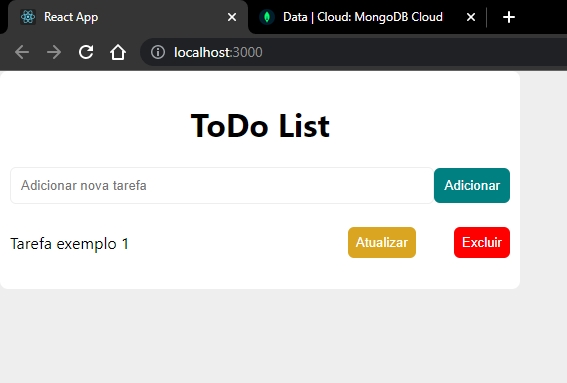 React App
Data | Cloud: MongoDB Cloud
localhost:3000
ToDo List
Adicionar nova tarefa
Adicionar
Tarefa exemplo 1
Atualizar
Excluir